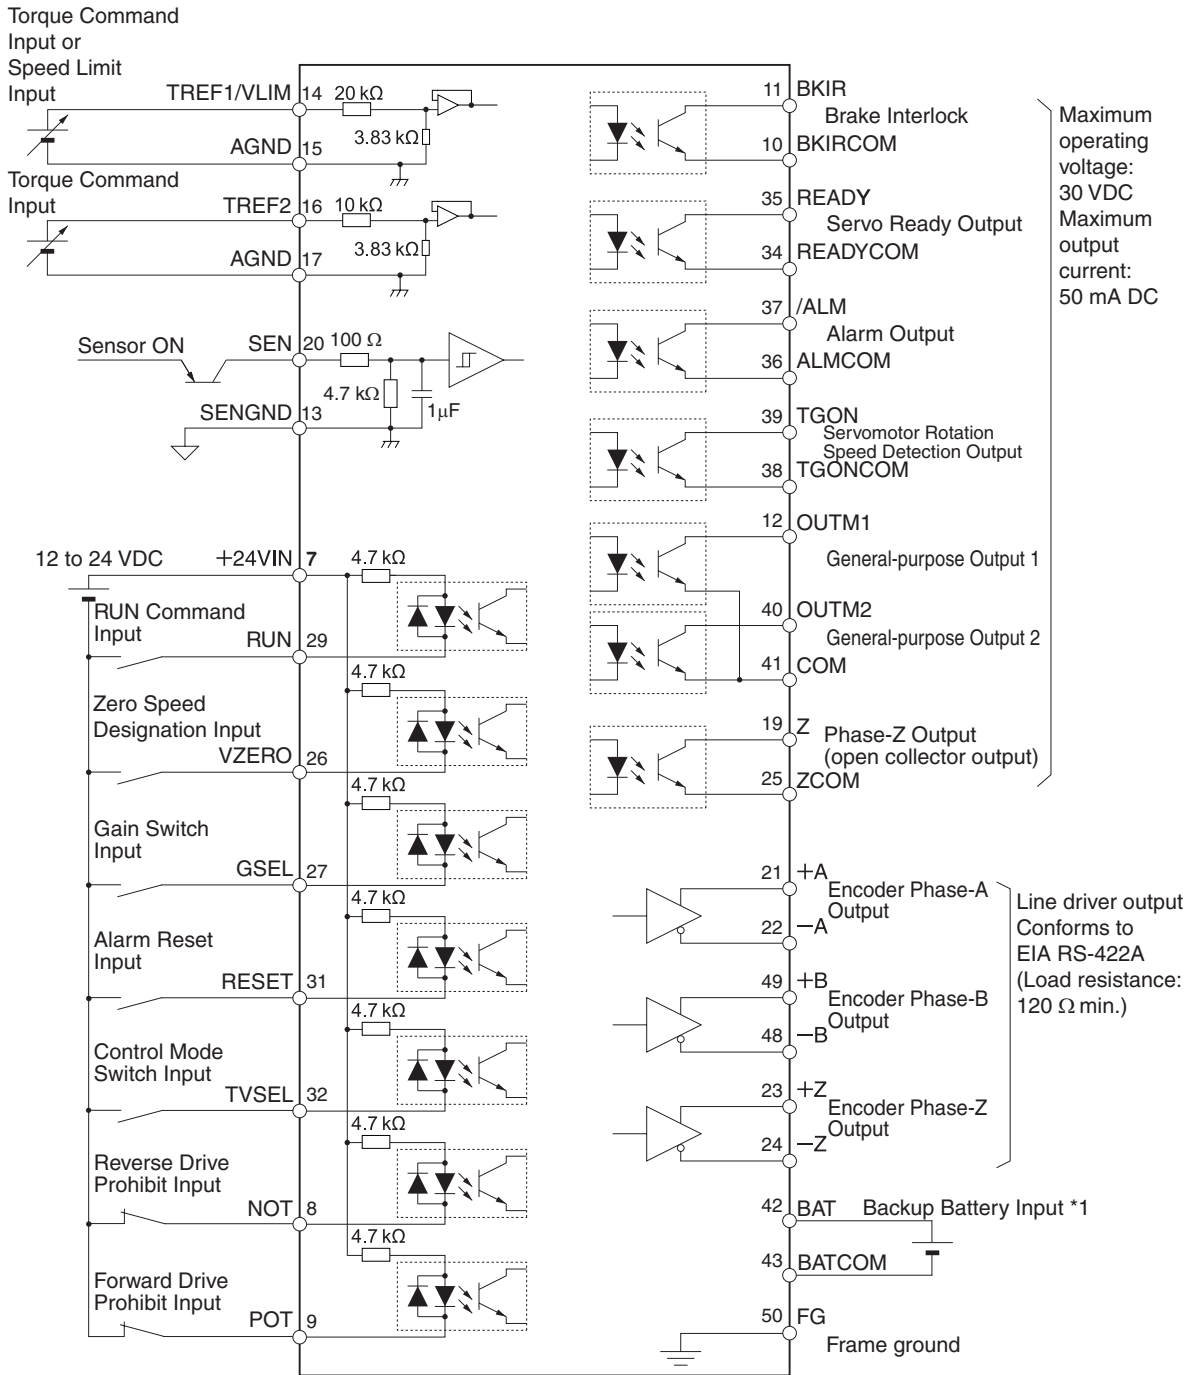 Torque Command
Input or
Speed Limit
Input
TREF1/VLIM 14 20 kΩ
3.83 kΩ
AGND 15
Torque Command
Input
TREF2 16 10 kΩ
3.83 kΩ
AGND 17
Sensor ON SEN 20 100 Ω
4.7 kΩ
1μF
SENGND 13
12 to 24 VDC +24VIN 7 4.7 kΩ
RUN Command
Input
RUN 29
4.7 kΩ
Zero Speed
Designation Input
VZERO 26
4.7 kΩ
Gain Switch
Input
GSEL 27
4.7 kΩ
Alarm Reset
Input
RESET 31
4.7 kΩ
Control Mode
Switch Input
TVSEL 32
4.7 kΩ
Reverse Drive
Prohibit Input
NOT 8
4.7 kΩ
Forward Drive
Prohibit Input
POT 9
11 BKIR
Brake Interlock
10 BKIRCOM
35 READY
Servo Ready Output
34 READYCOM
37 /ALM
Alarm Output
36 ALMCOM
39 TGON
Servomotor Rotation
Speed Detection Output
38 TGONCOM
12 OUTM1
General-purpose Output 1
40 OUTM2
General-purpose Output 2
41 COM
19 Z
Phase-Z Output
(open collector output)
25 ZCOM
Maximum
operating
voltage:
30 VDC
Maximum
output
current:
50 mA DC
21 +A
Encoder Phase-A
Output
22 −A
49 +B
Encoder Phase-B
Output
48 −B
23 +Z
Encoder Phase-Z
Output
24 −Z
Line driver output
Conforms to
EIA RS-422A
(Load resistance:
120 Ω min.)
42 BAT Backup Battery Input *1
43 BATCOM
50 FG
Frame ground